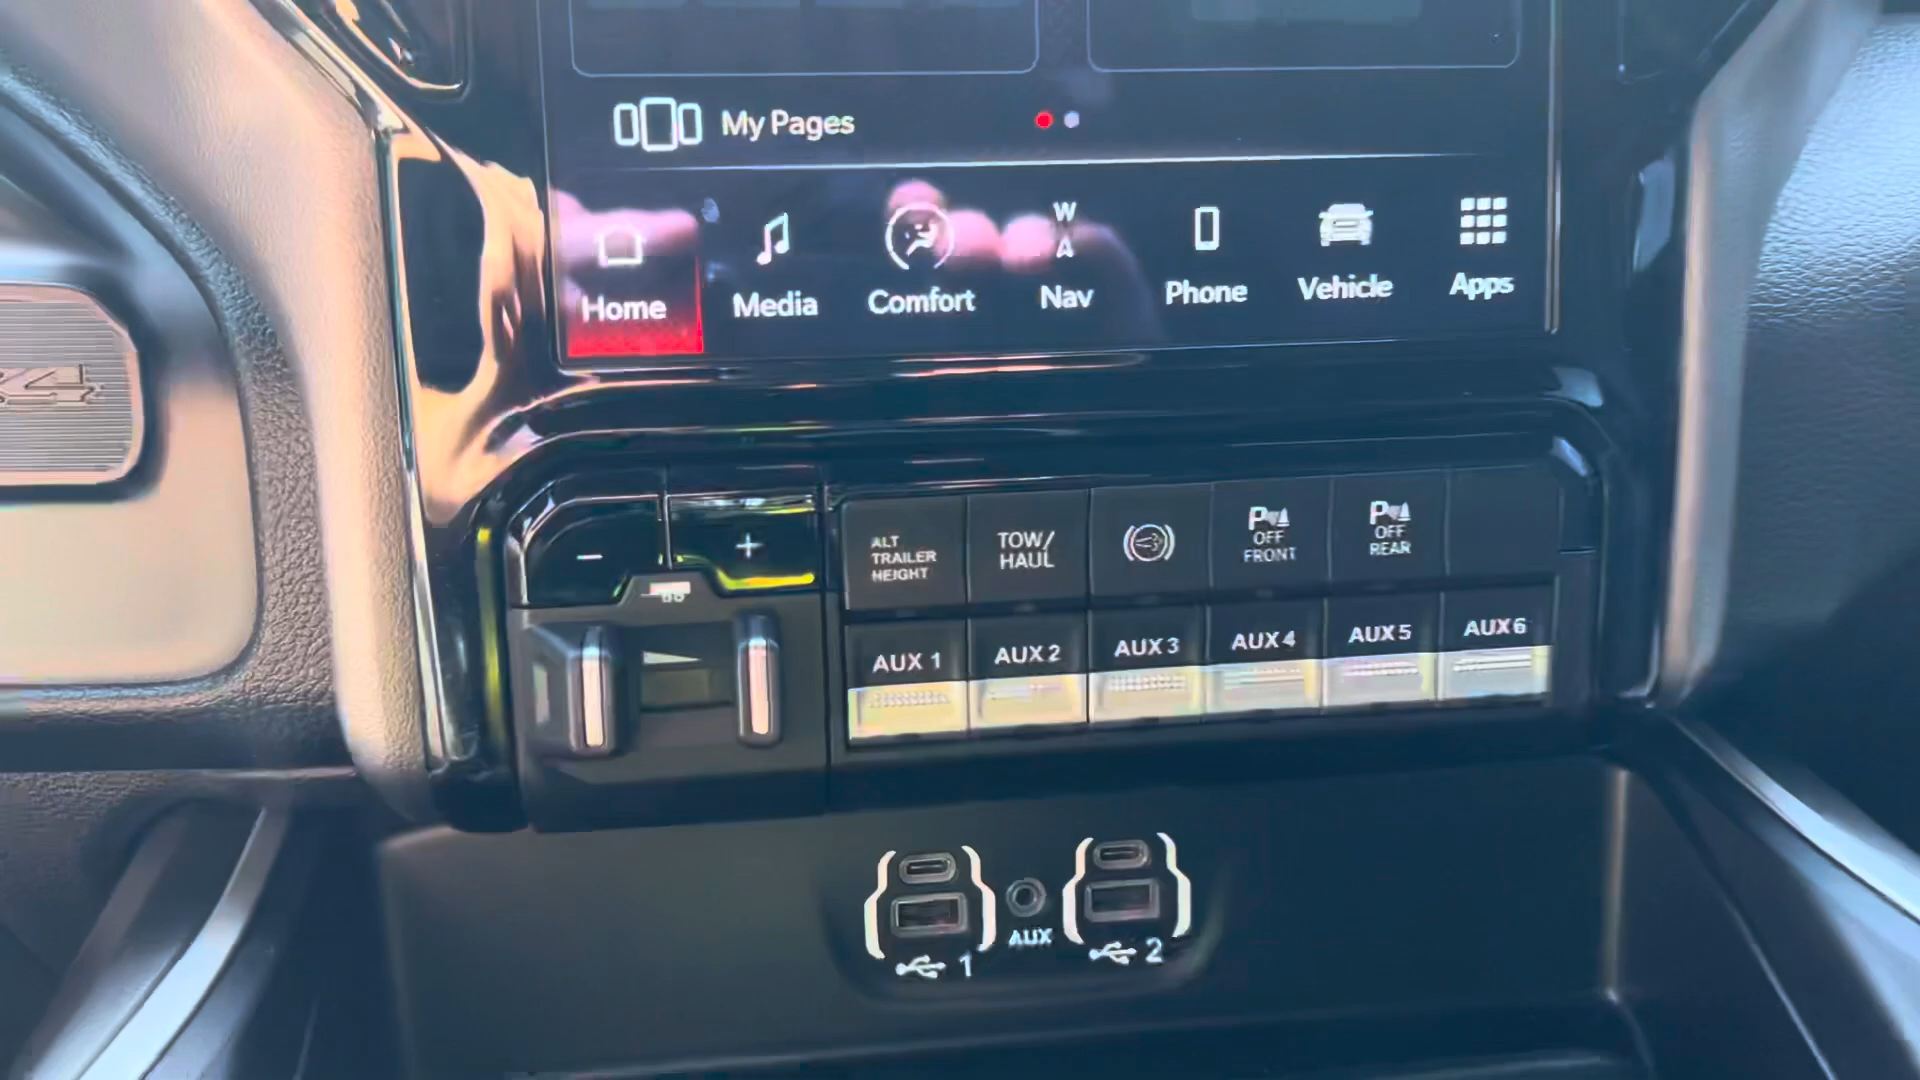 My Pages
Home
Media
Comfort
W
A
Nav
Phone
Vehicle
Apps
X4
−
+
ALT
TRAILER
HEIGHT
TOW/
HAUL
P
OFF
FRONT
P
OFF
REAR
AUX 1
AUX 2
AUX 3
AUX 4
AUX 5
AUX 6
1
AUX
2